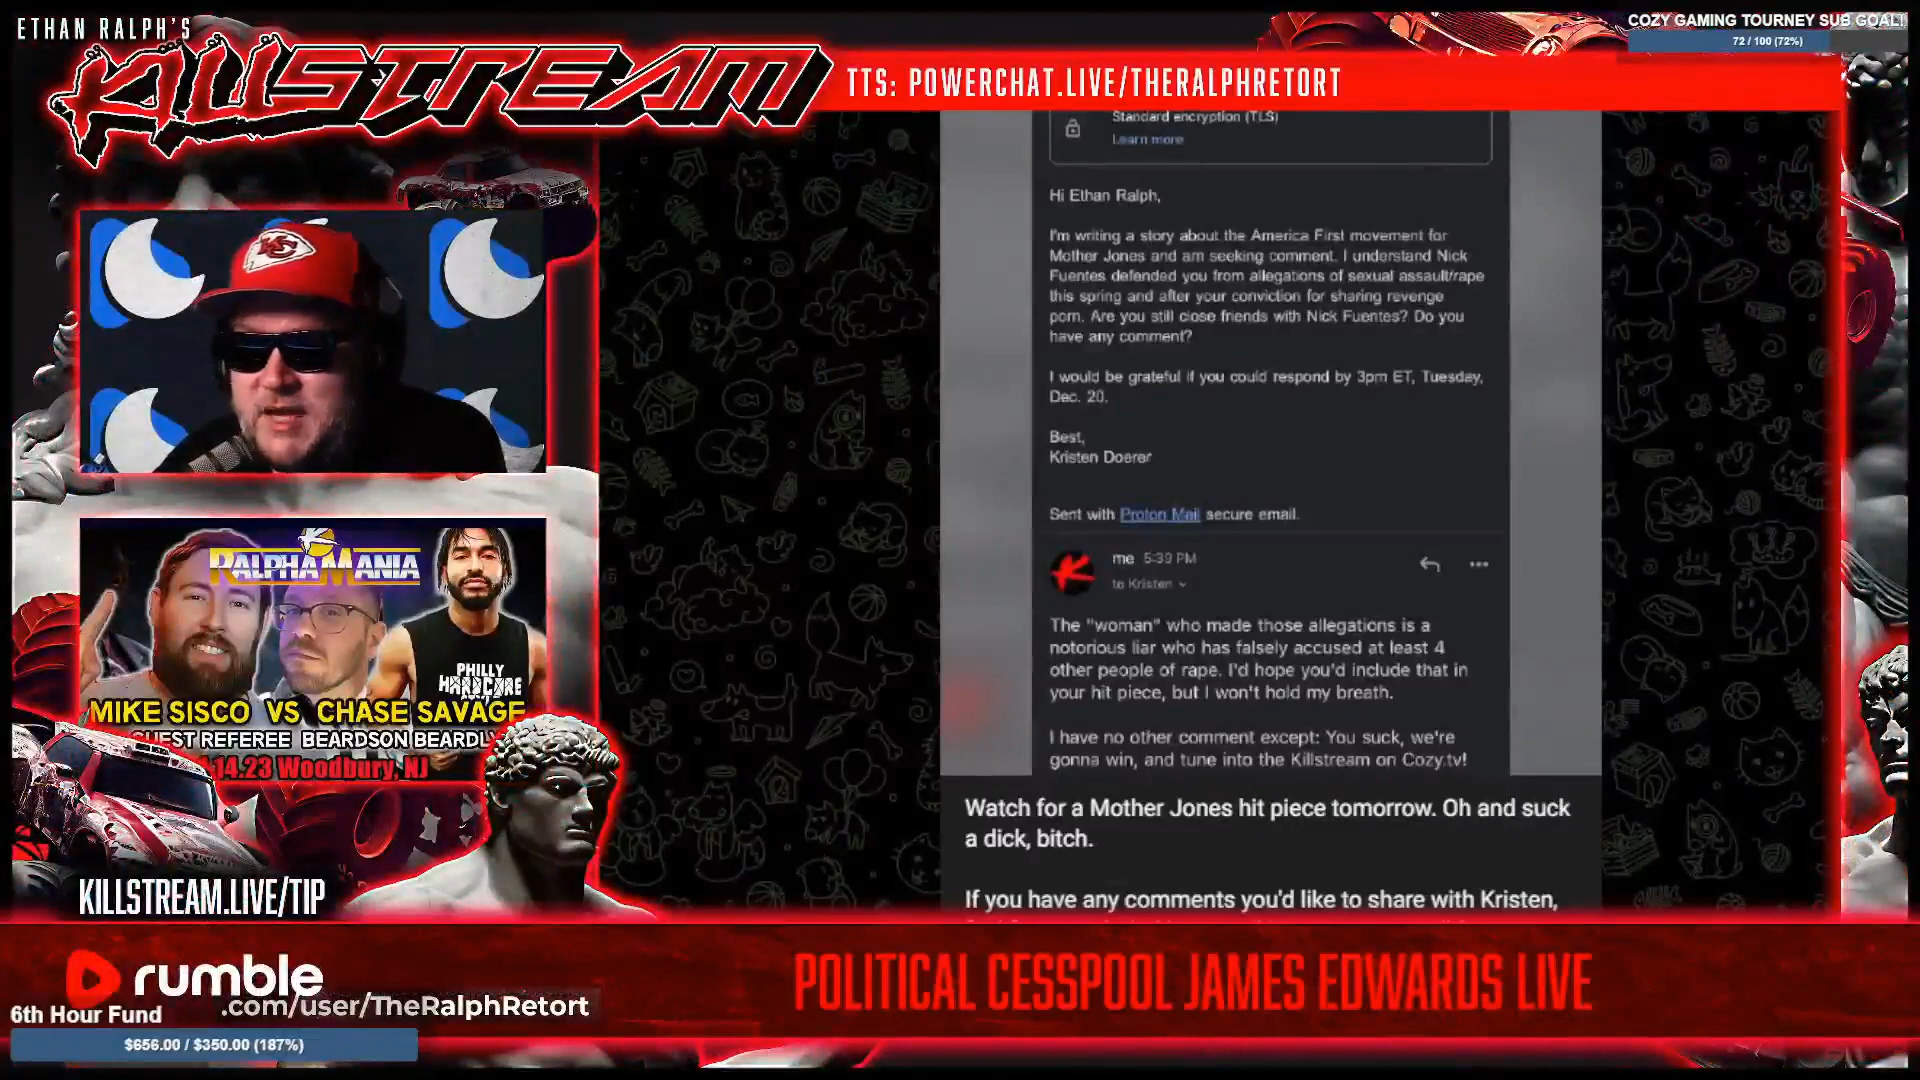 ETHAN RALPH'S
KILLSTREAM
TTS: POWERCHAT.LIVE/THERALPHRETORT
COZY GAMING TOURNEY SUB GOAL!
72 / 100 (72%)
Standard encryption (TLS)
Learn more
Hi Ethan Ralph,
I'm writing a story about the America First movement for
Mother Jones and am seeking comment. I understand Nick
Fuentes defended you from allegations of sexual assault/rape
this spring and after your conviction for sharing revenge
porn. Are you still close friends with Nick Fuentes? Do you
have any comment?
I would be grateful if you could respond by 3pm ET, Tuesday,
Dec. 20.
Best,
Kristen Doerer
Sent with Proton Mail secure email.
me 5:39 PM
to Kristen
The "woman" who made those allegations is a
notorious liar who has falsely accused at least 4
other people of rape. I'd hope you'd include that in
your hit piece, but I won't hold my breath.
I have no other comment except: You suck, we're
gonna win, and tune into the Killstream on Cozy.tv!
Watch for a Mother Jones hit piece tomorrow. Oh and suck
a dick, bitch.
If you have any comments you'd like to share with Kristen,
KC
RALPHAMANIA
PHILLY
HARDCORE
MIKE SISCO VS CHASE SAVAGE
GUEST REFEREE BEARDSON BEARDLY
14.23 Woodbury, NJ
KILLSTREAM.LIVE/TIP
rumble
.com/user/TheRalphRetort
6th Hour Fund
$656.00 / $350.00 (187%)
POLITICAL CESSPOOL JAMES EDWARDS LIVE